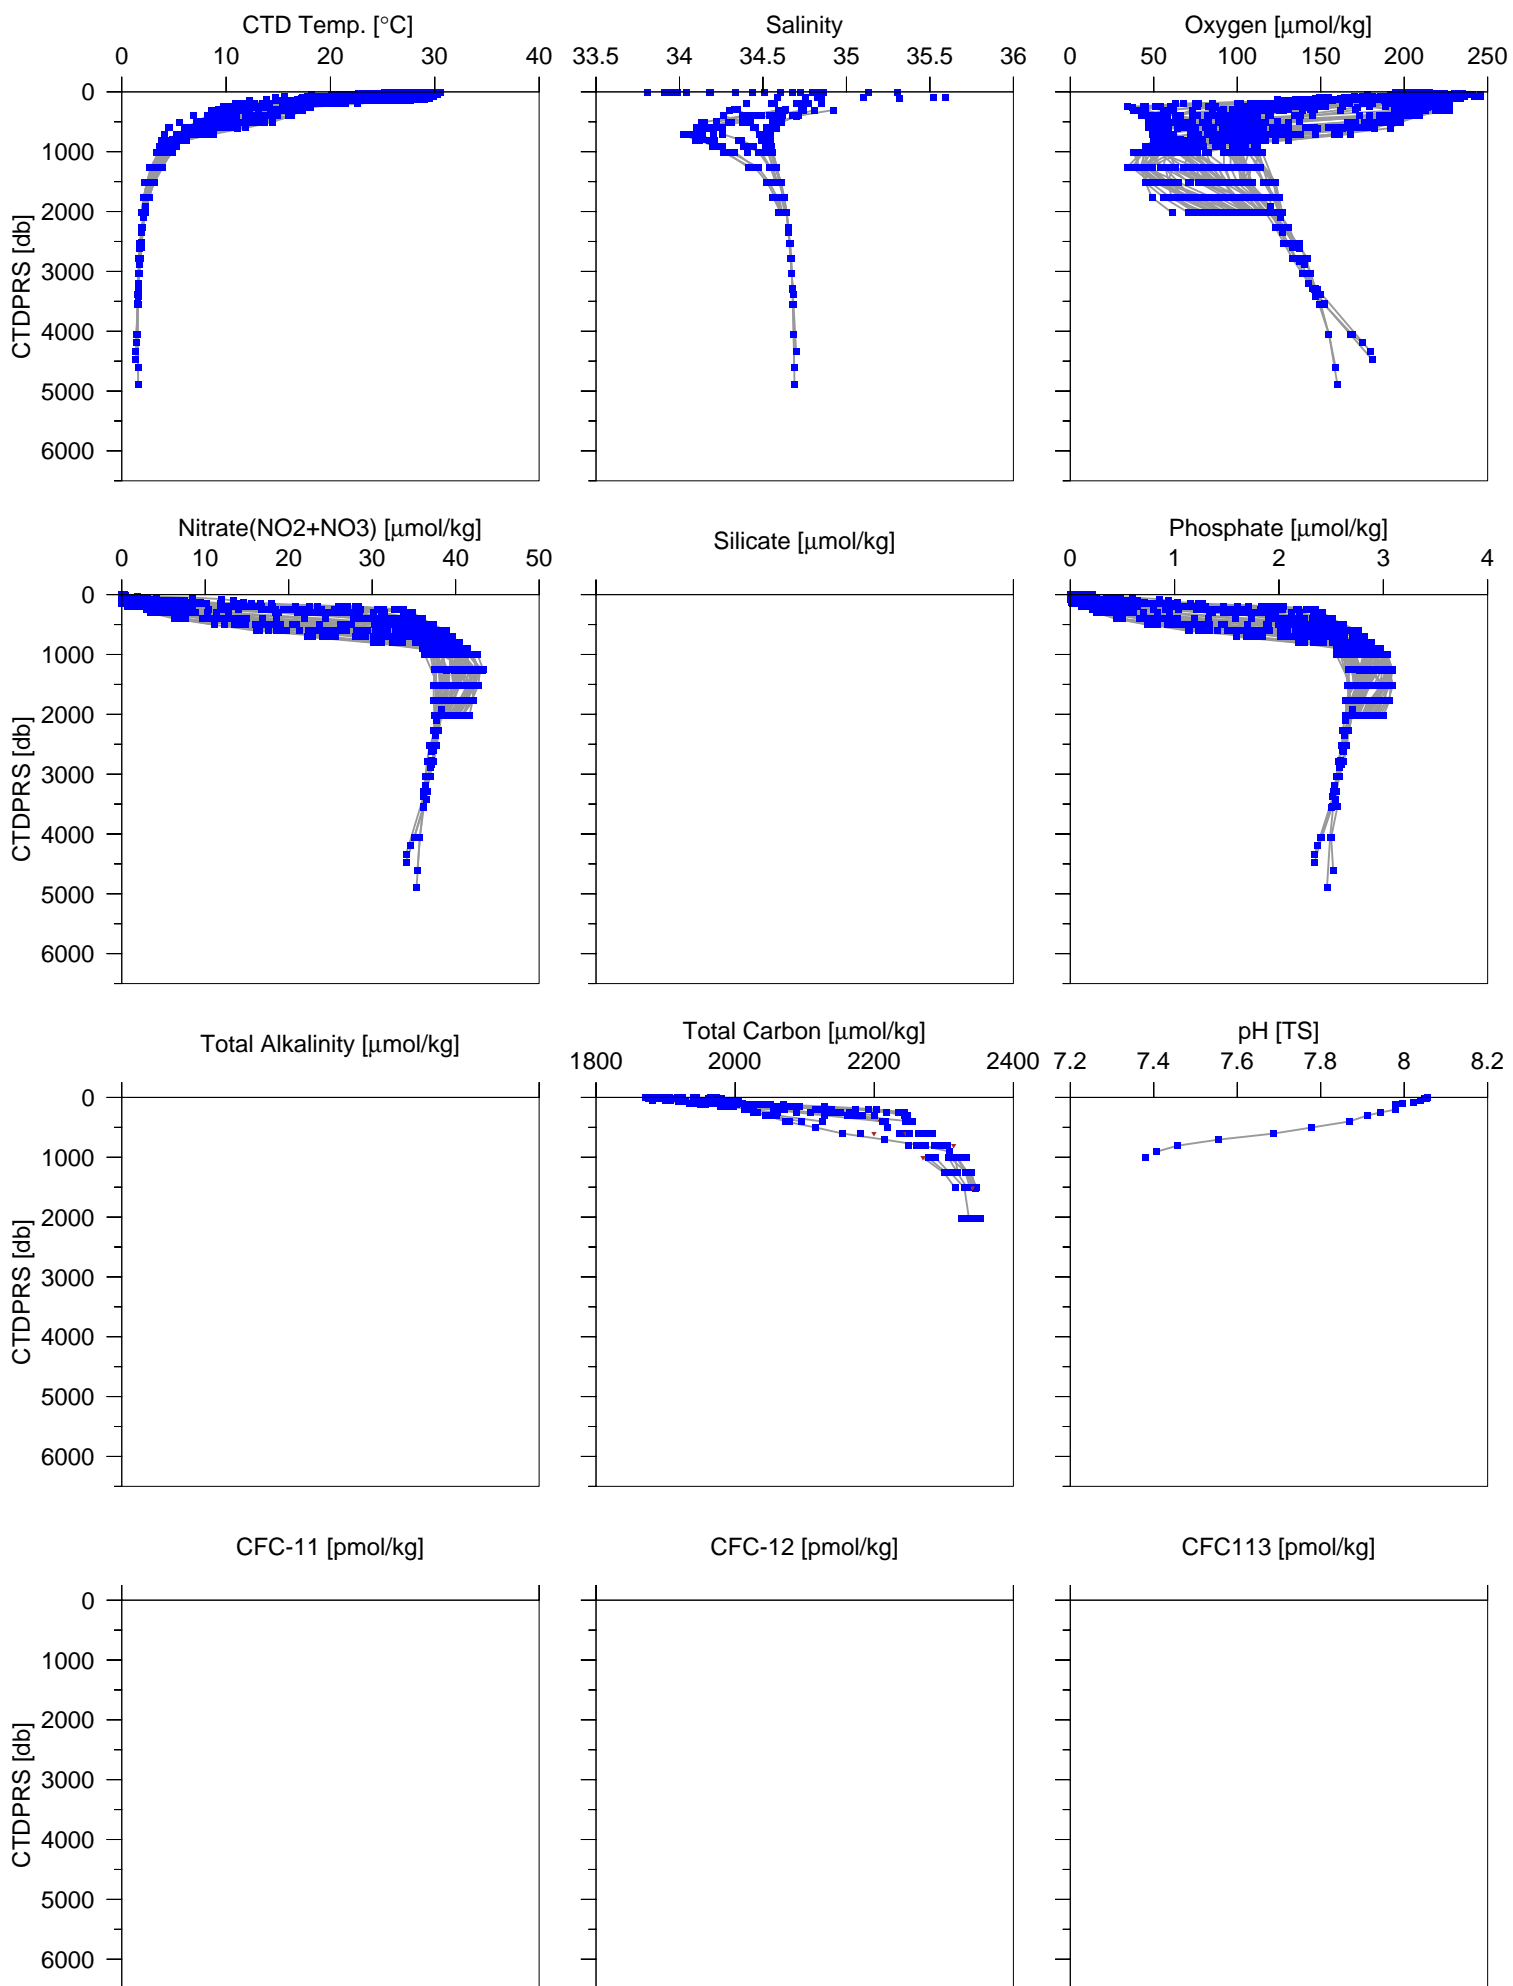 CTD Temp. [°C] Salinity Oxygen [μmol/kg]
0 10 20 30 40 33.5 34 34.5 35 35.5 36 0 50 100 150 200 250
0
1000
2000
3000
4000
5000
6000
CTDPRS [db]
Nitrate(NO2+NO3) [μmol/kg] Silicate [μmol/kg] Phosphate [μmol/kg]
0 10 20 30 40 50 0 1 2 3 4
0
1000
2000
3000
4000
5000
6000
CTDPRS [db]
Total Alkalinity [μmol/kg] Total Carbon [μmol/kg] pH [TS]
1800 2000 2200 2400 7.2 7.4 7.6 7.8 8 8.2
0
1000
2000
3000
4000
5000
6000
CTDPRS [db]
CFC-11 [pmol/kg] CFC-12 [pmol/kg] CFC113 [pmol/kg]
0
1000
2000
3000
4000
5000
6000
CTDPRS [db]